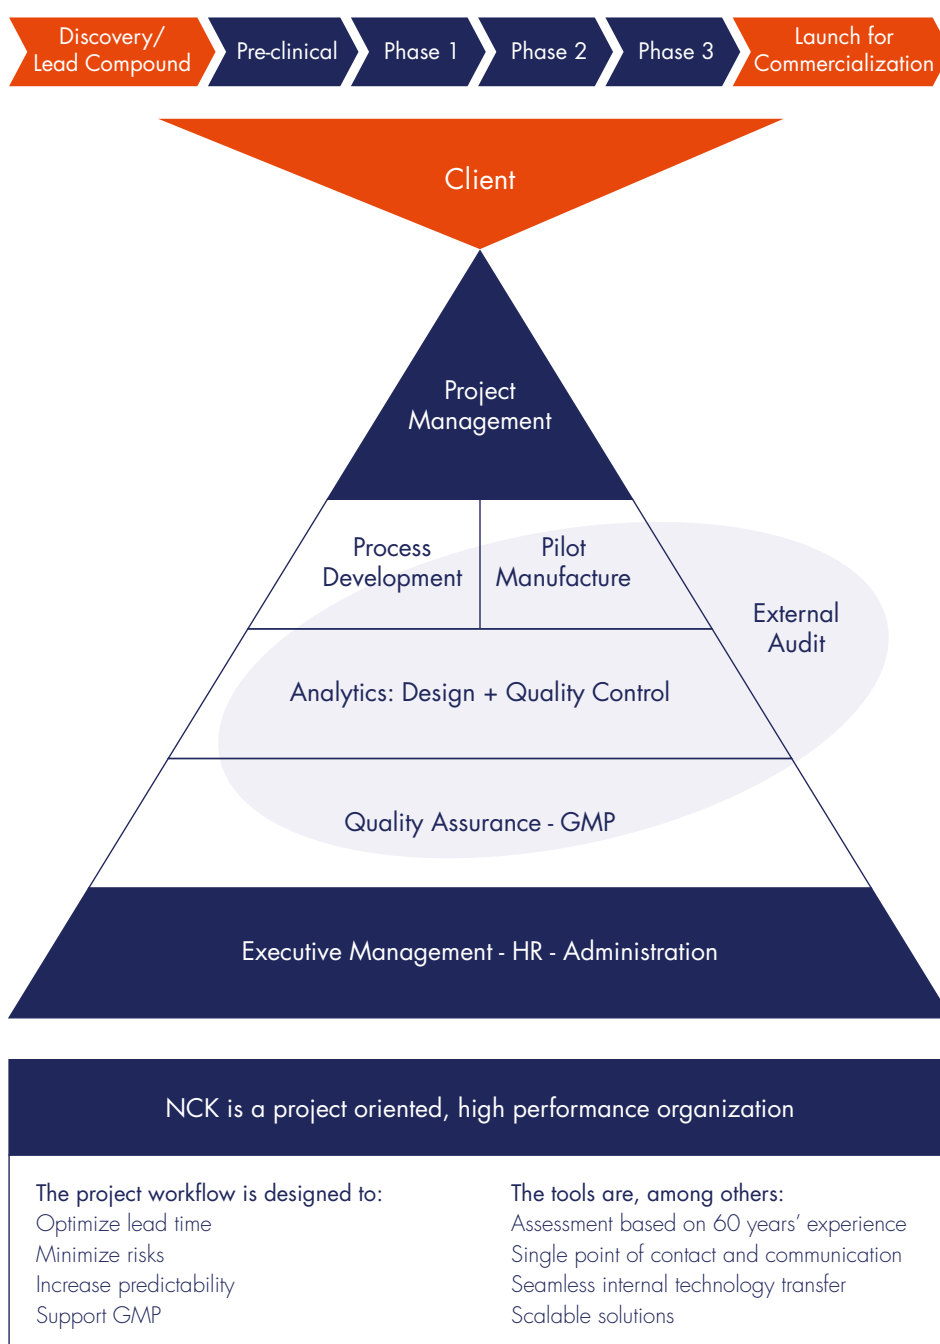 Discovery/
Lead Compound
Pre-clinical
Phase 1
Phase 2
Phase 3
Launch for
Commercialization
Client
Project
Management
Process
Development
Pilot
Manufacture
External
Audit
Analytics: Design + Quality Control
Quality Assurance - GMP
Executive Management - HR - Administration
NCK is a project oriented, high performance organization
The project workflow is designed to:
Optimize lead time
Minimize risks
Increase predictability
Support GMP
The tools are, among others:
Assessment based on 60 years’ experience
Single point of contact and communication
Seamless internal technology transfer
Scalable solutions